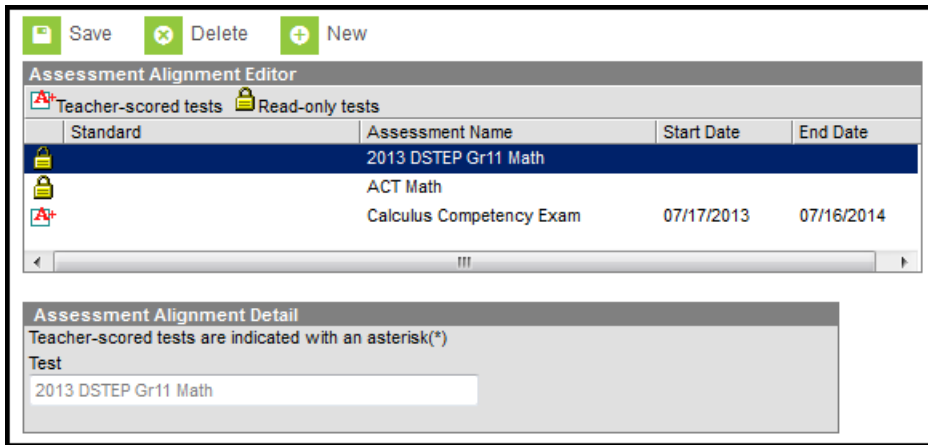 Save Delete New
Assessment Alignment Editor
A+ Teacher-scored tests Read-only tests
Standard Assessment Name Start Date End Date
2013 DSTEP Gr11 Math
ACT Math
A+ Calculus Competency Exam 07/17/2013 07/16/2014
Assessment Alignment Detail
Teacher-scored tests are indicated with an asterisk(*)
Test
2013 DSTEP Gr11 Math